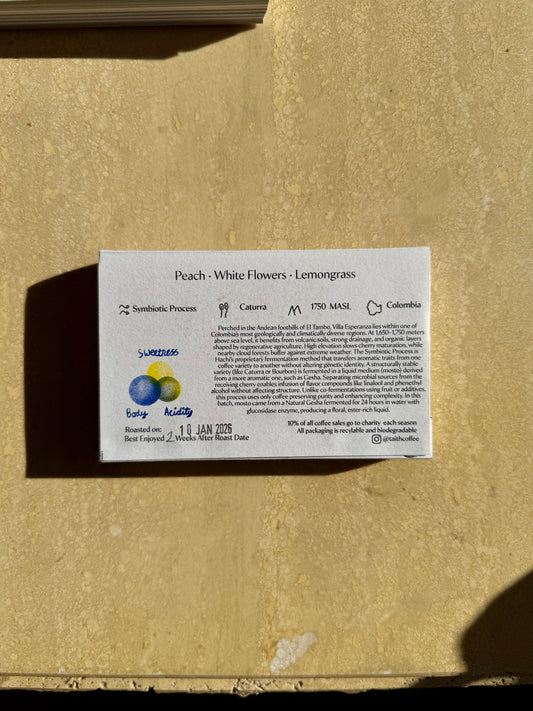 Peach · White Flowers · Lemongrass
Symbiotic Process Caturra 1750 MASL Colombia
Perched in the Andean foothills of El Tambo, Villa Esperanza lies within one of
Colombia's most geologically and climatically diverse regions. At 1,650-1,750 meters
above sea level, it benefits from volcanic soils, strong drainage, and organic layers
shaped by regenerative agriculture. High elevation slows cherry maturation, while
nearby cloud forests buffer against extreme weather. The Symbiotic Process is
Hachi's proprietary fermentation method that transfers aromatic traits from one
coffee variety to another without altering genetic identity. A structurally stable
variety (like Caturra or Bourbon) is fermented in a liquid medium (mosto) derived
from a more aromatic one, such as Gesha. Separating microbial sources from the
receiving cherry enables infusion of flavor compounds like linalool and phenethyl
alcohol without affecting structure. Unlike co-fermentations using fruit or additives,
this process uses only coffee preserving purity and enhancing complexity. In this
batch, mosto came from a Natural Gesha fermented for 24 hours in water with
glucosidase enzyme, producing a floral, ester-rich liquid.
Sweetness
Body Acidity
Roasted on: 10 JAN 2026
Best Enjoyed 2 Weeks After Roast Date
10% of all coffee sales go to charity each season
All packaging is recylable and biodegradable
@taithcoffee